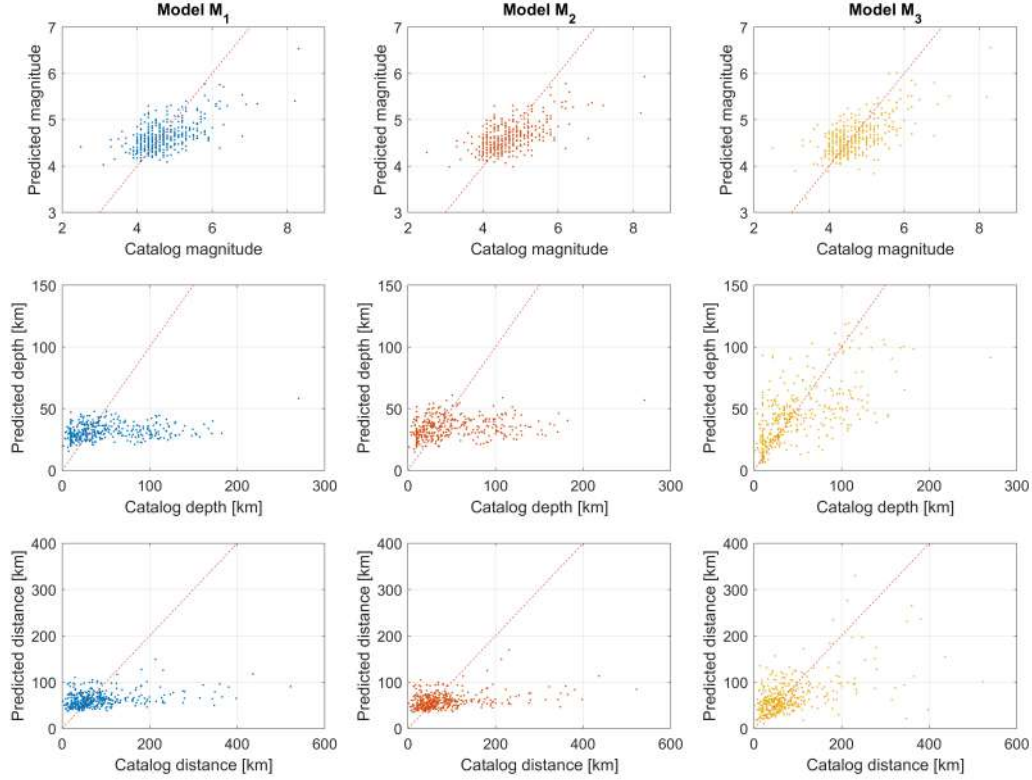 Model M1 Model M2 Model M3
7 7 7
6 6 6
5 5 5
4 4 4
3 3 3
2 4 6 8 2 4 6 8 2 4 6 8
Predicted magnitude Predicted magnitude Predicted magnitude
Catalog magnitude Catalog magnitude Catalog magnitude
150 150 150
100 100 100
50 50 50
0 0 0
0 100 200 300 0 100 200 300 0 100 200 300
Predicted depth [km] Predicted depth [km] Predicted depth [km]
Catalog depth [km] Catalog depth [km] Catalog depth [km]
400 400 400
300 300 300
200 200 200
100 100 100
0 0 0
0 200 400 600 0 200 400 600 0 200 400 600
Predicted distance [km] Predicted distance [km] Predicted distance [km]
Catalog distance [km] Catalog distance [km] Catalog distance [km]